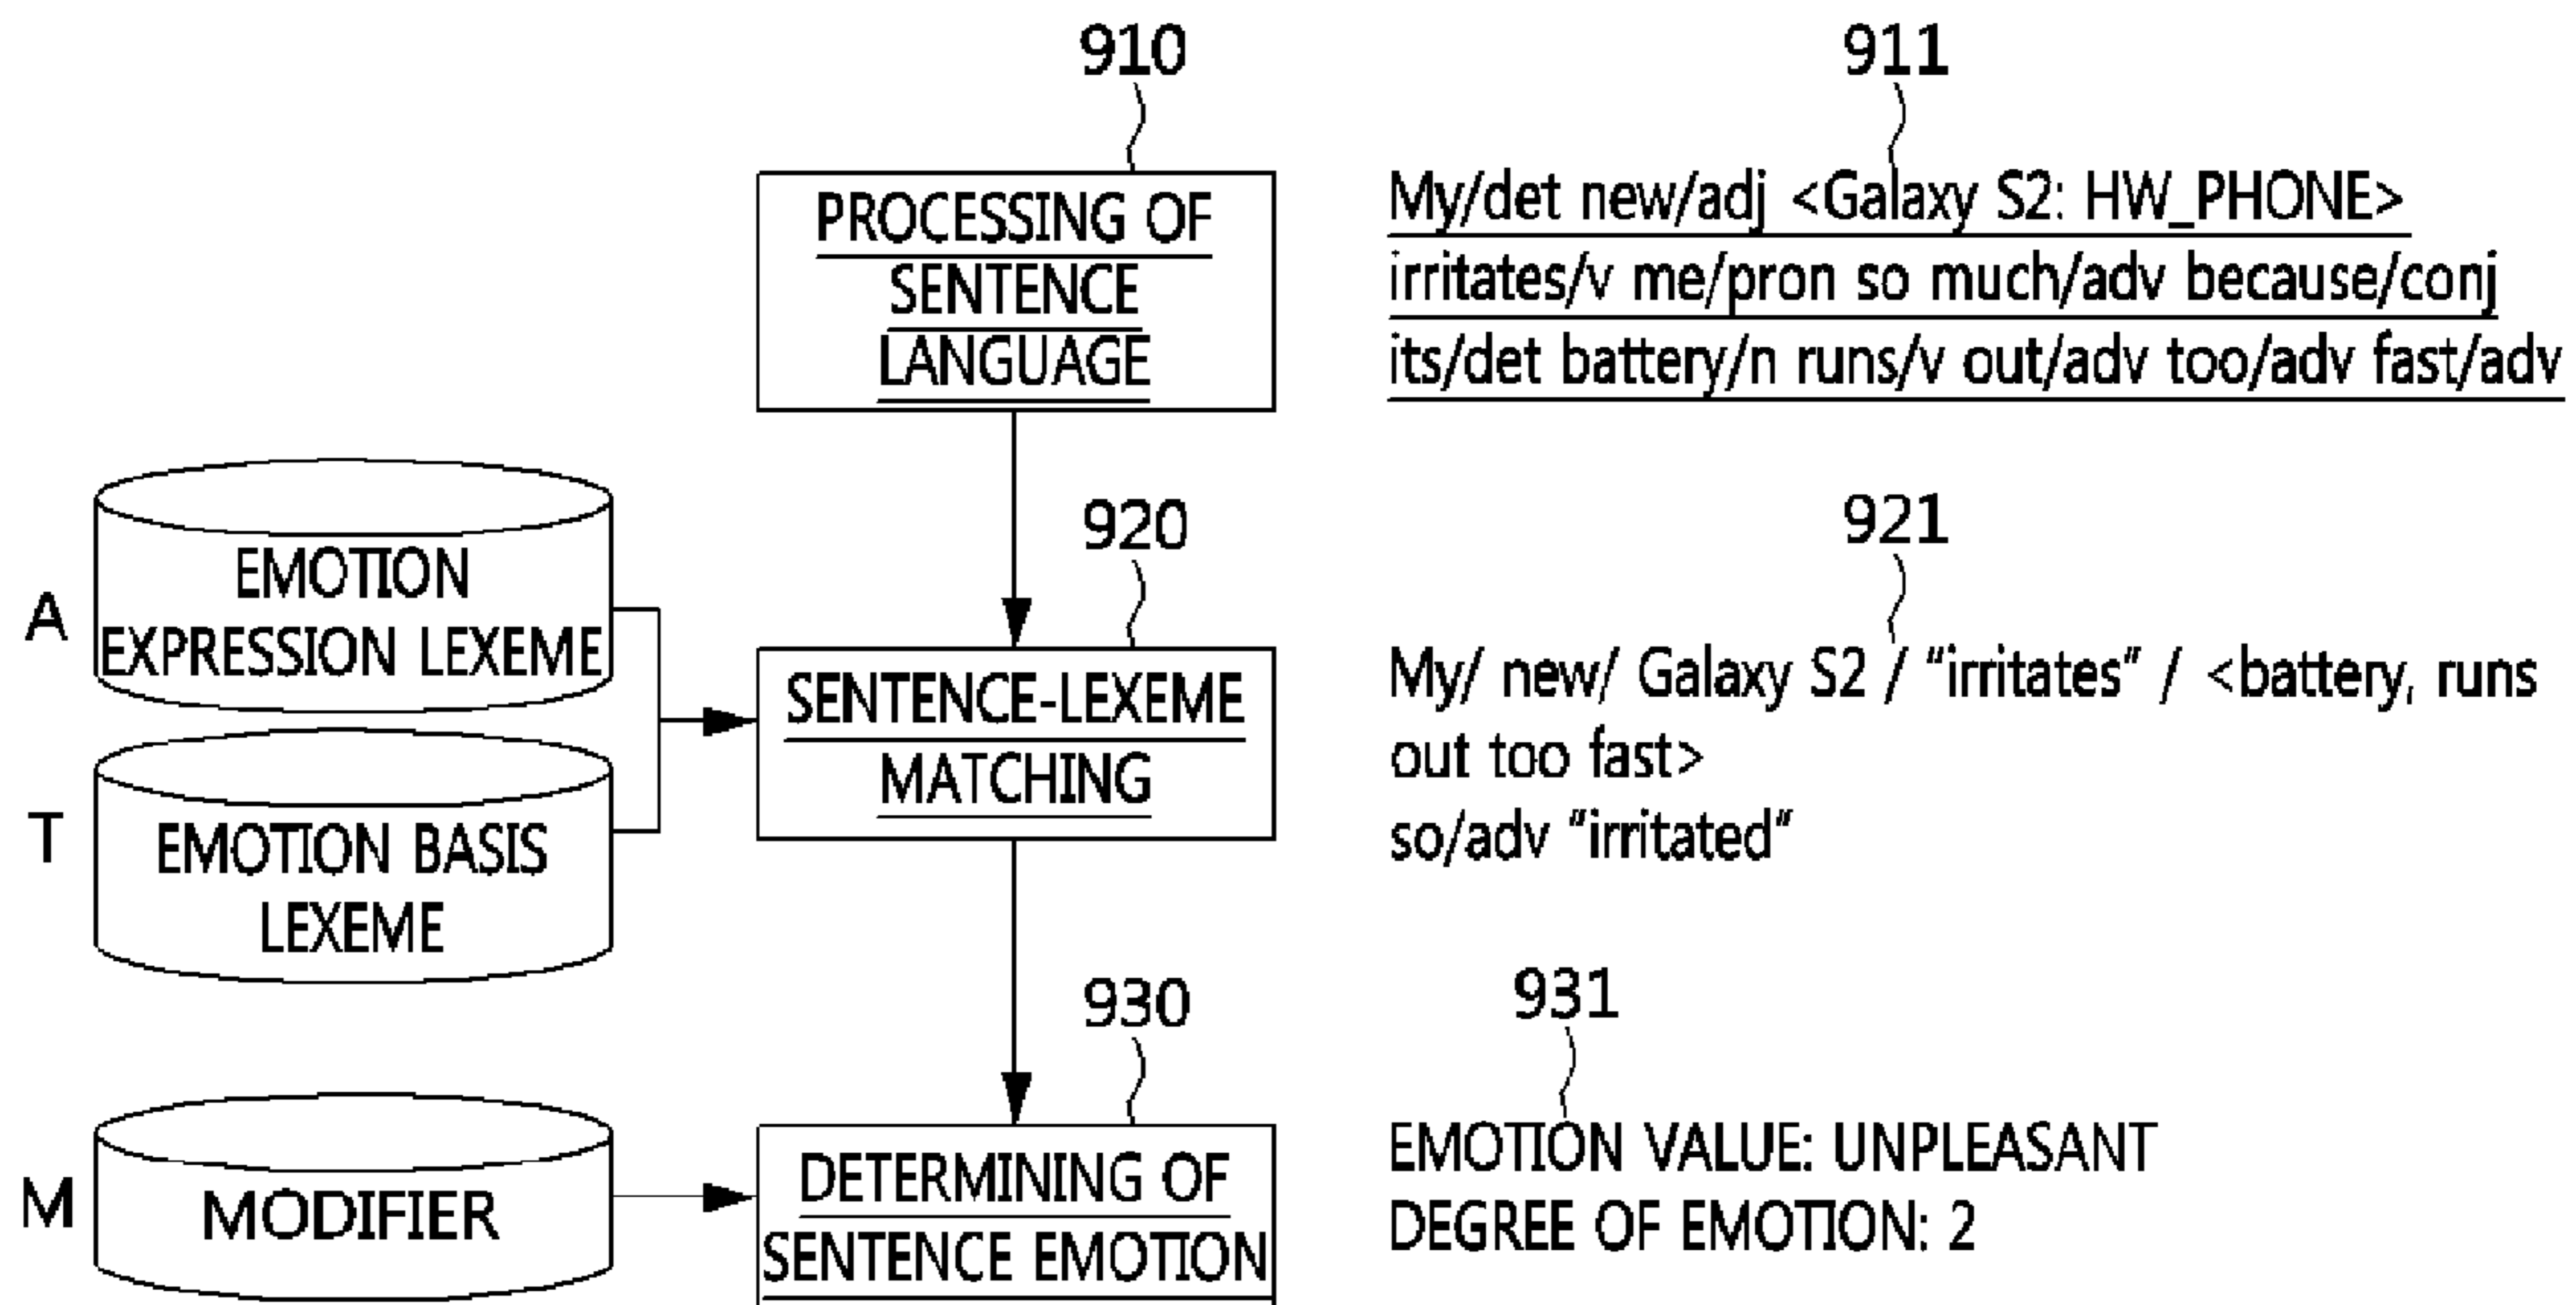 910
911
PROCESSING OF
SENTENCE
LANGUAGE
My/det new/adj <Galaxy S2: HW_PHONE>
irritates/v me/pron so much/adv because/conj
its/det battery/n runs/v out/adv too/adv fast/adv
A
EMOTION
EXPRESSION LEXEME
T
EMOTION BASIS
LEXEME
920
921
SENTENCE-LEXEME
MATCHING
My/ new/ Galaxy S2 / "irritates" / <battery, runs
out too fast>
so/adv "irritated"
930
931
M
MODIFIER
DETERMINING OF
SENTENCE EMOTION
EMOTION VALUE: UNPLEASANT
DEGREE OF EMOTION: 2